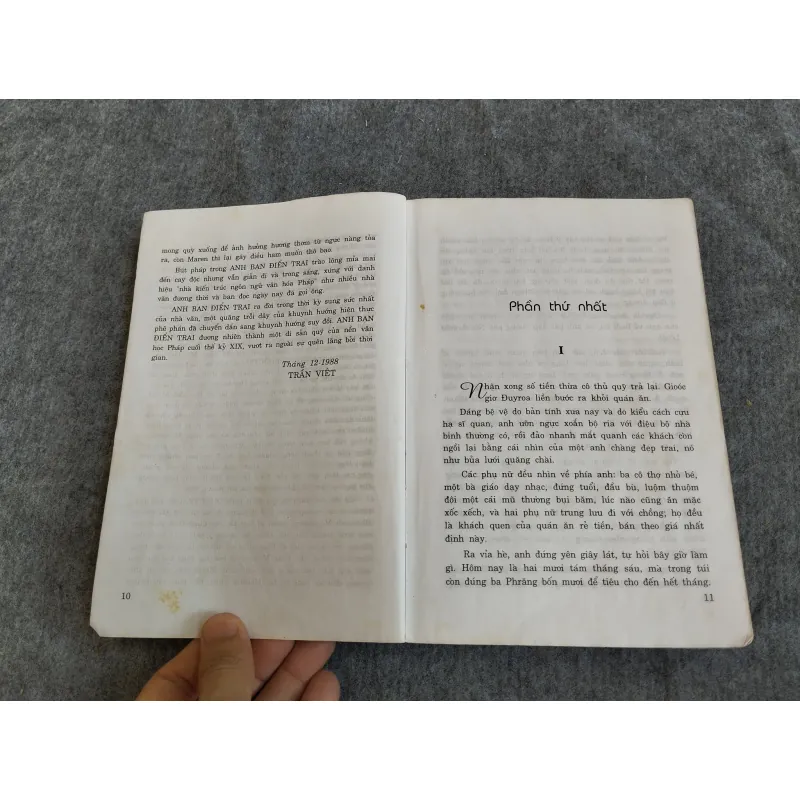 mong quỳ xuống để ảnh hưởng hương thơm từ ngực nàng tỏa
ra, còn Maren thì lại gây điều ham muốn thô bạo.
Bút pháp trong ANH BẠN ĐIỂN TRAI trào lộng mỉa mai
đến cay độc nhưng vẫn giản dị và trong sáng, xứng với danh
hiệu "nhà kiến trúc ngôn ngữ văn hóa Pháp" như nhiều nhà
văn đương thời và bạn đọc ngày nay đã gọi ông.
ANH BẠN ĐIỂN TRAI ra đời trong thời kỳ sung sức nhất
của nhà văn, một quãng trỗi dậy của khuynh hướng hiện thực
phê phán đã chuyển dần sang khuynh hướng suy đồi. ANH BẠN
ĐIỂN TRAI đương nhiên thành một di sản quý của nền văn
học Pháp cuối thế kỷ XIX, vượt ra ngoài sự quên lãng bởi thời
gian.
Tháng 12-1988
TRẦN VIỆT
10
Phần thứ nhất
I
Nhận xong số tiền thừa cô thủ quỹ trả lại. Gioóc
giơ Đuyroa liền bước ra khỏi quán ăn.
Dáng bệ vệ do bản tính xưa nay và do kiểu cách cựu
hạ sĩ quan, anh ưỡn ngực xoắn bộ ria với điệu bộ nhà
binh thường có, rồi đảo nhanh mắt quanh các khách còn
ngồi lại bằng cái nhìn của một anh chàng đẹp trai, nó
như bủa lưới quăng chài.
Các phụ nữ đều nhìn về phía anh: ba cô thợ nhỏ bé,
một bà giáo dạy nhạc, đứng tuổi, đầu bù, luộm thuộm
đội một cái mũ thường bụi bặm, lúc nào cũng ăn mặc
xốc xếch, và hai phụ nữ trung lưu đi với chồng; họ đều
là khách quen của quán ăn rẻ tiền, bán theo giá nhất
định này.
Ra vỉa hè, anh đứng yên giây lát, tự hỏi bây giờ làm
gì. Hôm nay là hai mươi tám tháng sáu, mà trong túi
còn đúng ba Phrăng bốn mươi để tiêu cho đến hết tháng.
11